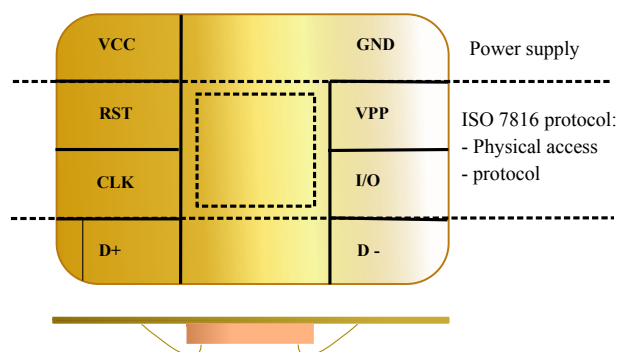 VCC
GND
Power supply
RST
VPP
ISO 7816 protocol:
- Physical access
- protocol
CLK
I/O
D+
D -